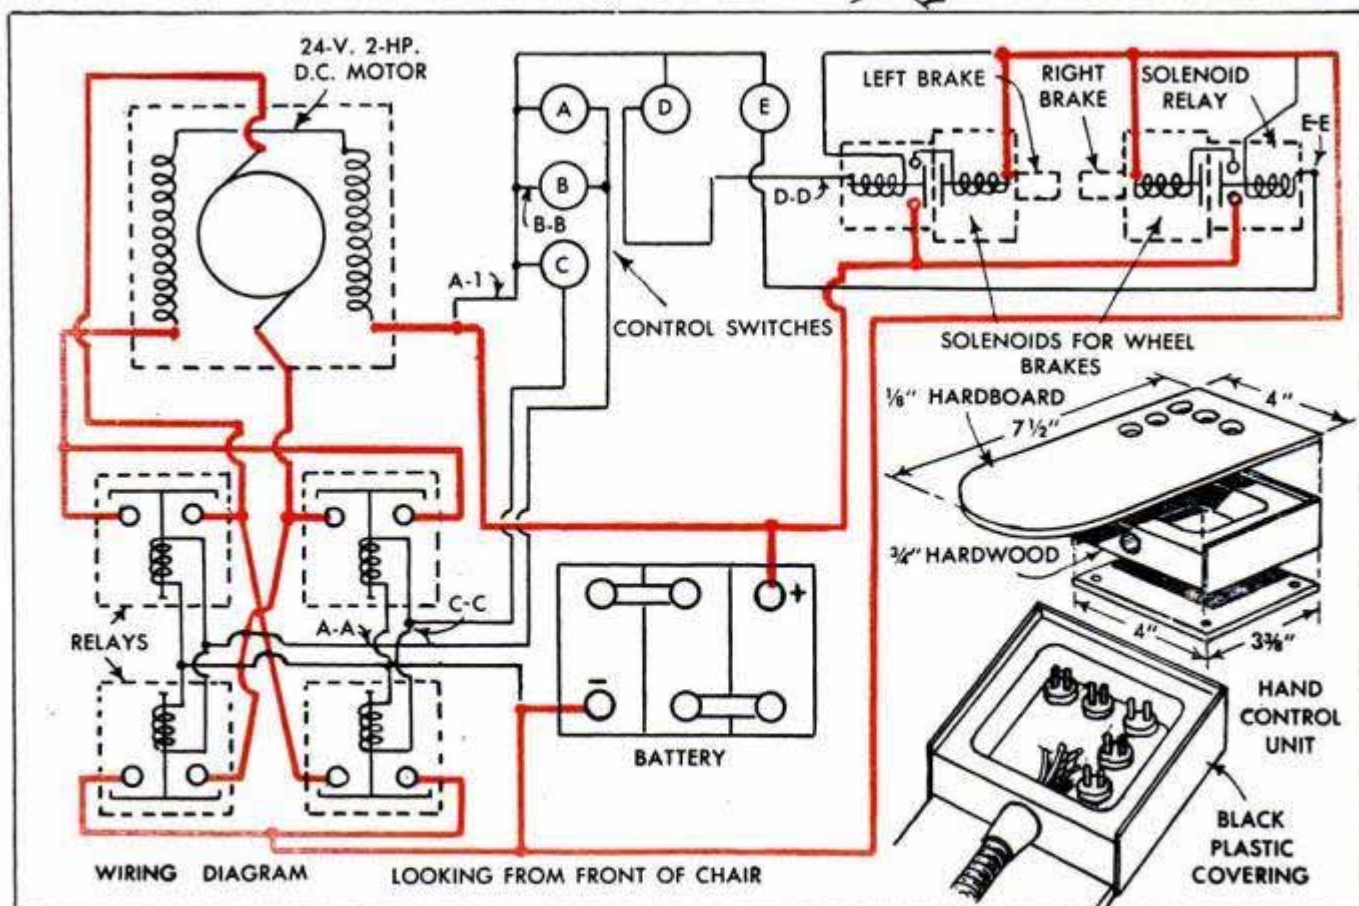 24-V. 2-HP.
D.C. MOTOR
A
B
C
D
E
B-B
A-1
CONTROL SWITCHES
LEFT BRAKE
RIGHT
BRAKE
SOLENOID
RELAY
E-E
D-D
SOLENOIDS FOR WHEEL
BRAKES
RELAYS
A-A
C-C
+
-
BATTERY
1/8" HARDBOARD
7 1/2"
4"
3/4" HARDWOOD
4"
3 3/8"
HAND
CONTROL
UNIT
BLACK
PLASTIC
COVERING
WIRING DIAGRAM
LOOKING FROM FRONT OF CHAIR